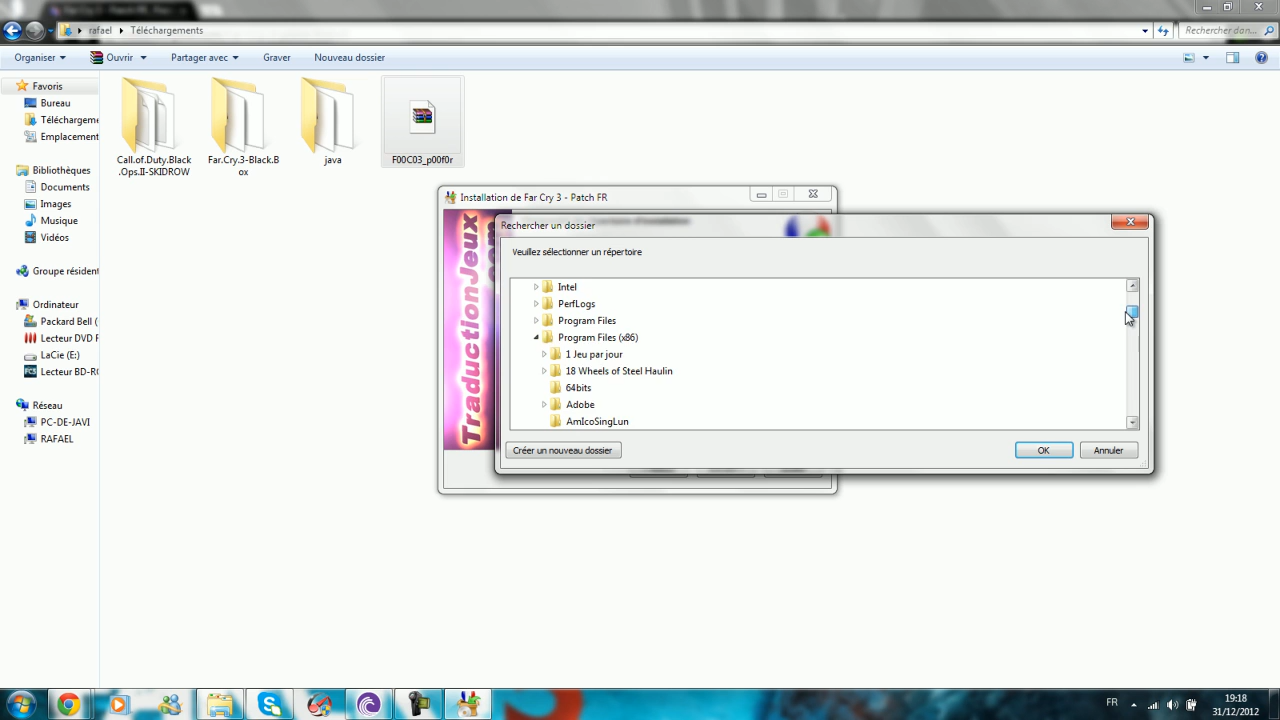 rafael
Téléchargements
Rechercher dan...
Organiser
Ouvrir
Partager avec
Graver
Nouveau dossier
Favoris
Bureau
Téléchargeme
Emplacement
Bibliothèques
Documents
Images
Musique
Vidéos
Groupe résident
Ordinateur
Packard Bell (
Lecteur DVD R
LaCie (E:)
Lecteur BD-RO
Réseau
PC-DE-JAVI
RAFAEL
Call.of.Duty.Black
.Ops.II-SKIDROW
Far.Cry.3-Black.B
ox
java
F00C03_p00f0r
Installation de Far Cry 3 - Patch FR
TraductionJeux
Rechercher un dossier
Veuillez sélectionner un répertoire
Intel
PerfLogs
Program Files
Program Files (x86)
1 Jeu par jour
18 Wheels of Steel Haulin
64bits
Adobe
AmIcoSingLun
Créer un nouveau dossier
OK
Annuler
FR
19:18
31/12/2012